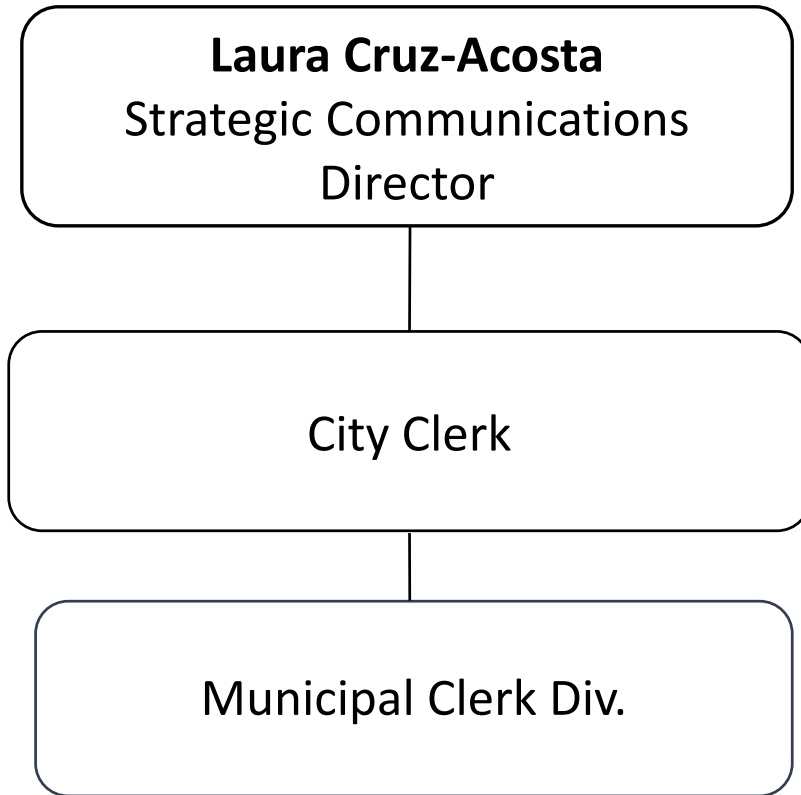 Laura Cruz-Acosta
Strategic Communications
Director
City Clerk
Municipal Clerk Div.